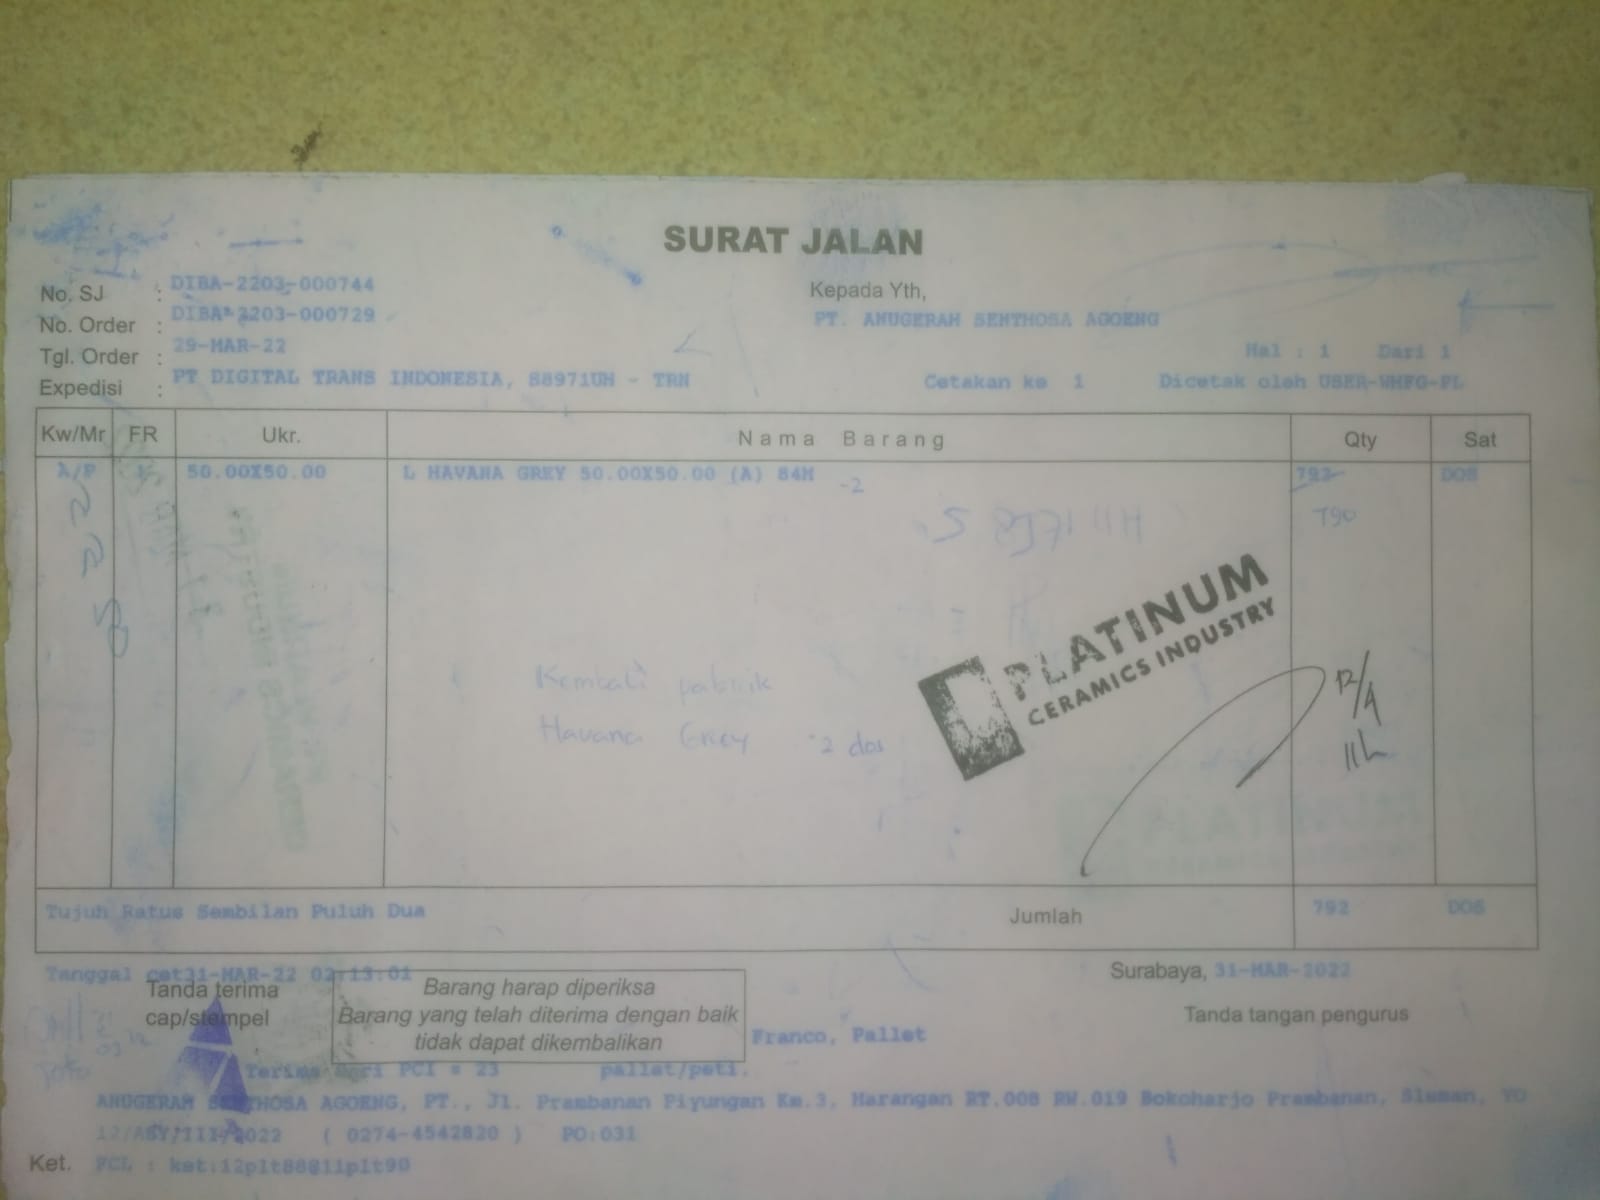 SURAT JALAN
No. SJ : DIBA-2203-000744
No. Order : DIBA-2203-000729
Tgl. Order : 29-MAR-22
Expedisi : PT DIGITAL TRANS INDONESIA, S8971UH - TRN
Kepada Yth,
PT. ANUGERAH SENTHOSA AGOENG
Hal : 1 Dari 1
Cetakan ke 1 Dicetak oleh USER-WHFG-PL
Kw/Mr FR Ukr. Nama Barang Qty Sat
A/P 50.00X50.00 L HAVANA GREY 50.00X50.00 (A) 84M -2 792 DOS
790
S 8971 UH
PLATINUM
CERAMICS INDUSTRY
Kembali pabrik
Havana Grey 2 dos
12/4
Tujuh Ratus Sembilan Puluh Dua Jumlah 792 DOS
Tanggal cet31-MAR-22 02:13:01
Surabaya, 31-MAR-2022
Tanda terima
cap/stempel
Barang harap diperiksa
Barang yang telah diterima dengan baik
tidak dapat dikembalikan
Tanda tangan pengurus
Franco, Pallet
Terima dari PCI = 23 pallet/peti.
ANUGERAH SENTHOSA AGOENG, PT., Jl. Prambanan Piyungan Km.3, Marangan RT.008 RW.019 Bokoharjo Prambanan, Sleman, YO
12/ASY/III/2022 ( 0274-4542820 ) PO:031
Ket. FCL : ket:12plt88@11plt90